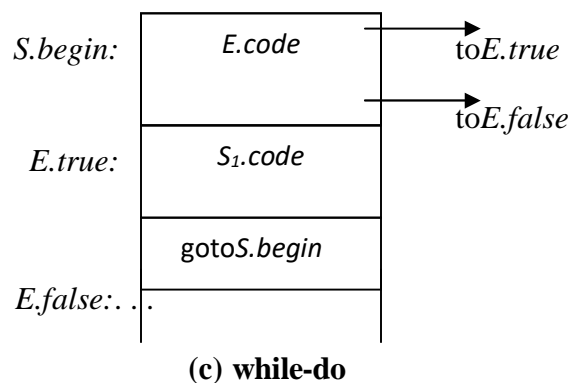 S.begin: E.code toE.true
toE.false
E.true: S₁.code
gotoS.begin
E.false:. . .
(c) while-do